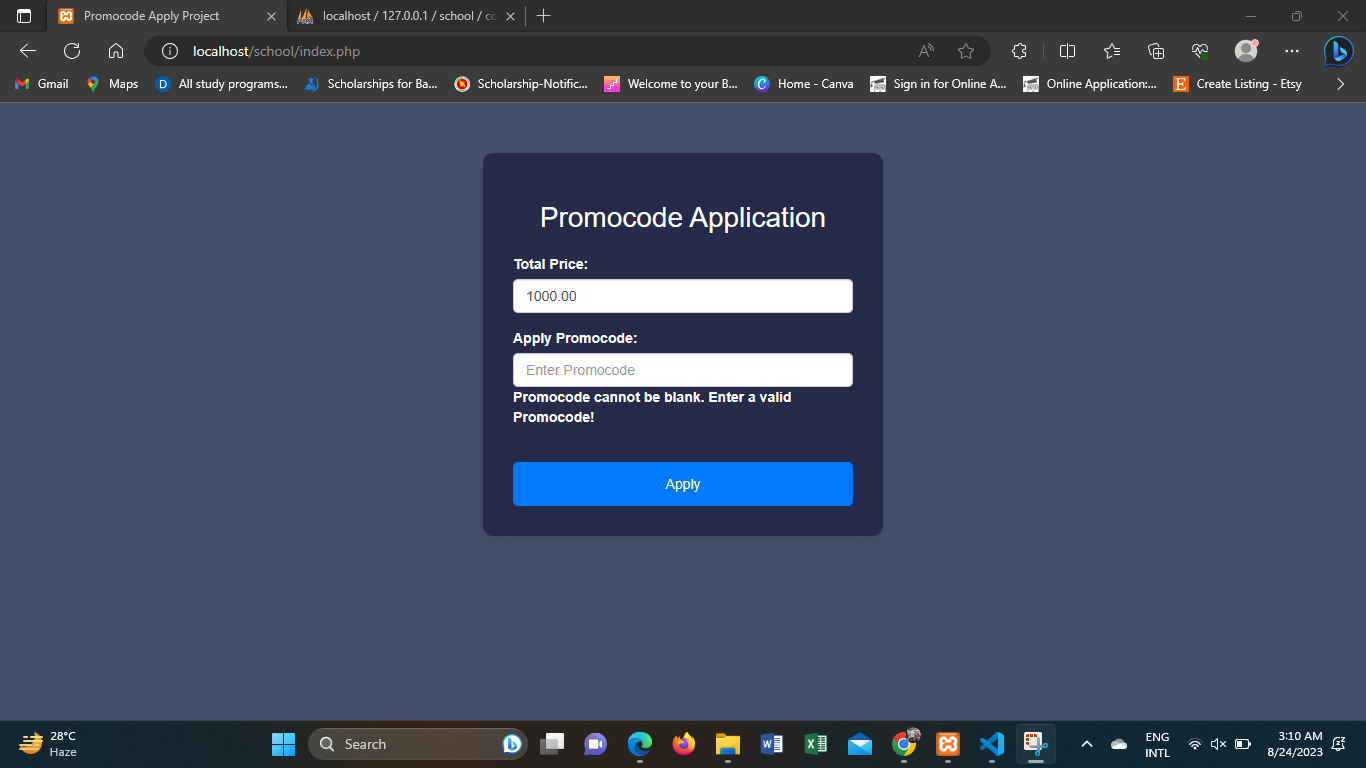 Promocode Apply Project
localhost / 127.0.0.1 / school / co
localhost/school/index.php
Gmail
Maps
All study programs...
Scholarships for Ba...
Scholarship-Notific...
Welcome to your B...
Home - Canva
Sign in for Online A...
Online Application:...
Create Listing - Etsy
Promocode Application
Total Price:
1000.00
Apply Promocode:
Enter Promocode
Promocode cannot be blank. Enter a valid
Promocode!
Apply
28°C
Haze
Search
ENG
INTL
3:10 AM
8/24/2023